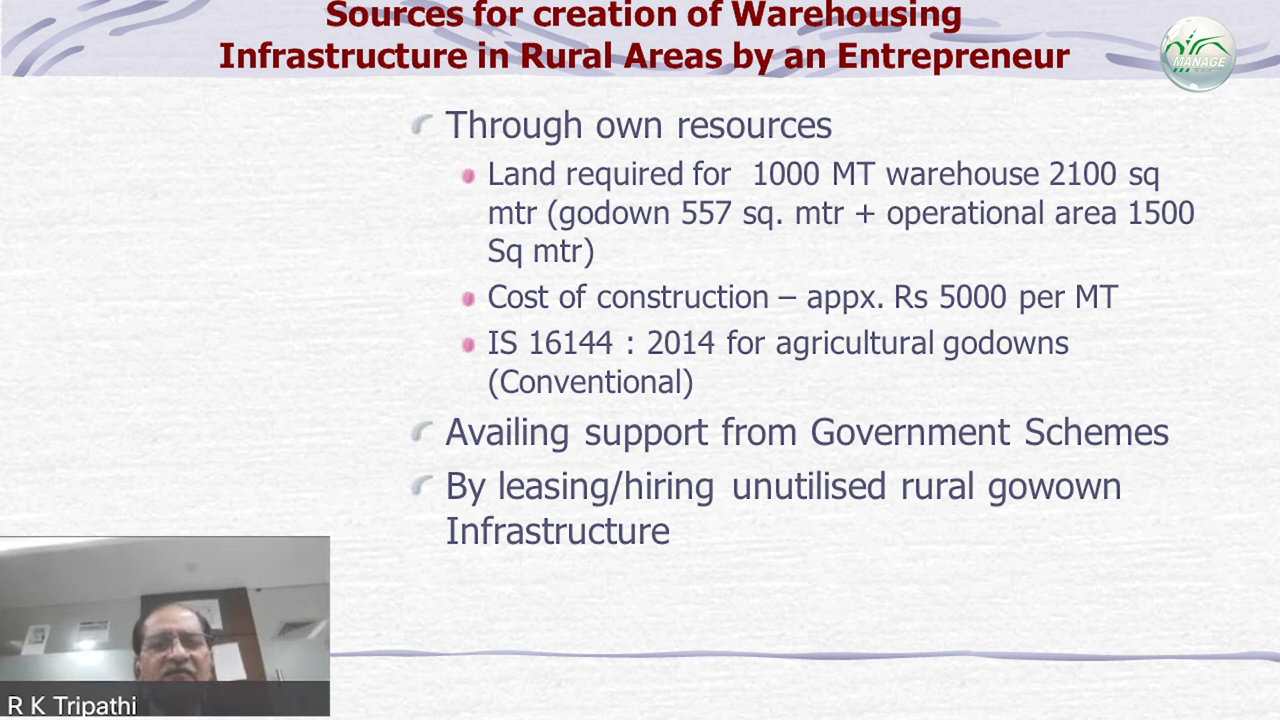 Sources for creation of Warehousing
Infrastructure in Rural Areas by an Entrepreneur
MANAGE
Through own resources
Land required for 1000 MT warehouse 2100 sq
mtr (godown 557 sq. mtr + operational area 1500
Sq mtr)
Cost of construction – appx. Rs 5000 per MT
IS 16144 : 2014 for agricultural godowns
(Conventional)
Availing support from Government Schemes
By leasing/hiring unutilised rural gowown
Infrastructure
R K Tripathi